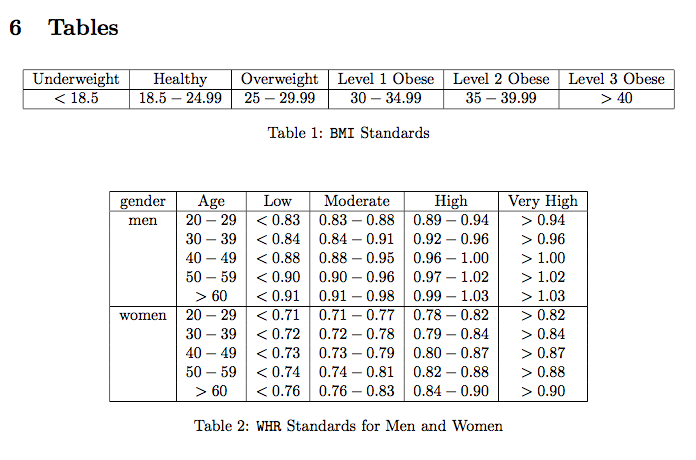 6 Tables
Underweight Healthy Overweight Level 1 Obese Level 2 Obese Level 3 Obese
< 18.5 18.5 – 24.99 25 – 29.99 30 – 34.99 35 – 39.99 > 40
Table 1: BMI Standards
gender Age Low Moderate High Very High
men 20 – 29 < 0.83 0.83 – 0.88 0.89 – 0.94 > 0.94
30 – 39 < 0.84 0.84 – 0.91 0.92 – 0.96 > 0.96
40 – 49 < 0.88 0.88 – 0.95 0.96 – 1.00 > 1.00
50 – 59 < 0.90 0.90 – 0.96 0.97 – 1.02 > 1.02
> 60 < 0.91 0.91 – 0.98 0.99 – 1.03 > 1.03
women 20 – 29 < 0.71 0.71 – 0.77 0.78 – 0.82 > 0.82
30 – 39 < 0.72 0.72 – 0.78 0.79 – 0.84 > 0.84
40 – 49 < 0.73 0.73 – 0.79 0.80 – 0.87 > 0.87
50 – 59 < 0.74 0.74 – 0.81 0.82 – 0.88 > 0.88
> 60 < 0.76 0.76 – 0.83 0.84 – 0.90 > 0.90
Table 2: WHR Standards for Men and Women